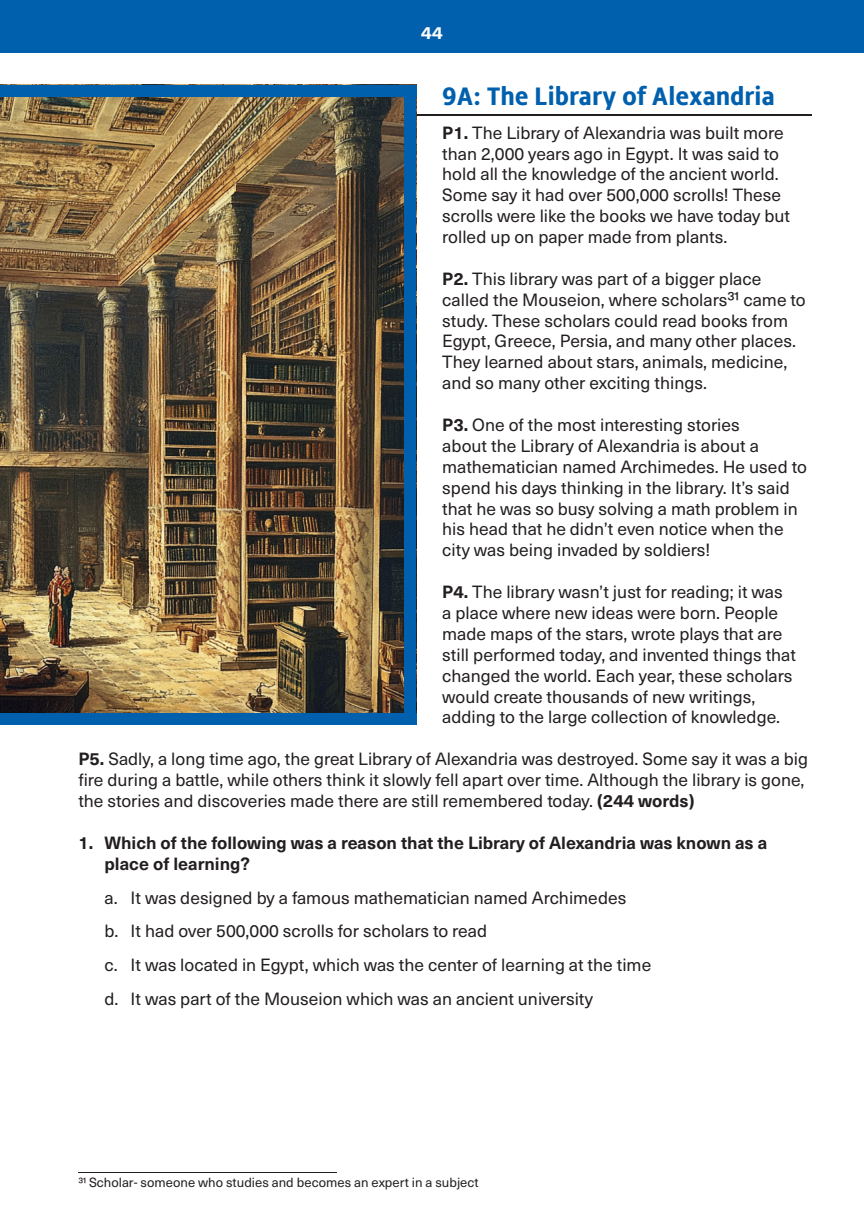 44
9A: The Library of Alexandria
P1. The Library of Alexandria was built more
than 2,000 years ago in Egypt. It was said to
hold all the knowledge of the ancient world.
Some say it had over 500,000 scrolls! These
scrolls were like the books we have today but
rolled up on paper made from plants.
P2. This library was part of a bigger place
called the Mouseion, where scholars³¹ came to
study. These scholars could read books from
Egypt, Greece, Persia, and many other places.
They learned about stars, animals, medicine,
and so many other exciting things.
P3. One of the most interesting stories
about the Library of Alexandria is about a
mathematician named Archimedes. He used to
spend his days thinking in the library. It’s said
that he was so busy solving a math problem in
his head that he didn’t even notice when the
city was being invaded by soldiers!
P4. The library wasn’t just for reading; it was
a place where new ideas were born. People
made maps of the stars, wrote plays that are
still performed today, and invented things that
changed the world. Each year, these scholars
would create thousands of new writings,
adding to the large collection of knowledge.
P5. Sadly, a long time ago, the great Library of Alexandria was destroyed. Some say it was a big
fire during a battle, while others think it slowly fell apart over time. Although the library is gone,
the stories and discoveries made there are still remembered today. (244 words)
1. Which of the following was a reason that the Library of Alexandria was known as a
place of learning?
a. It was designed by a famous mathematician named Archimedes
b. It had over 500,000 scrolls for scholars to read
c. It was located in Egypt, which was the center of learning at the time
d. It was part of the Mouseion which was an ancient university
³¹ Scholar- someone who studies and becomes an expert in a subject